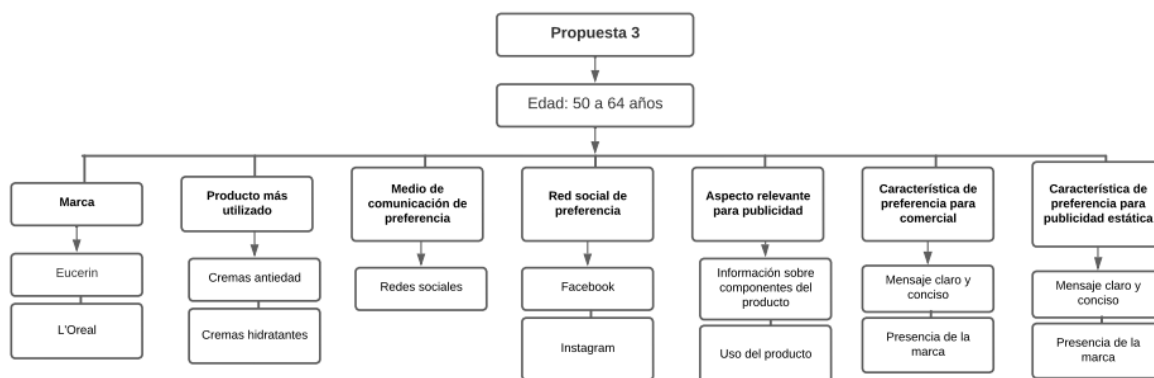 Propuesta 3
Edad: 50 a 64 años
Marca
Eucerin
L'Oreal
Producto más
utilizado
Cremas antiedad
Cremas hidratantes
Medio de
comunicación de
preferencia
Redes sociales
Red social de
preferencia
Facebook
Instagram
Aspecto relevante
para publicidad
Información sobre
componentes del
producto
Uso del producto
Característica de
preferencia para
comercial
Mensaje claro y
conciso
Presencia de la
marca
Característica de
preferencia para
publicidad estática
Mensaje claro y
conciso
Presencia de la
marca